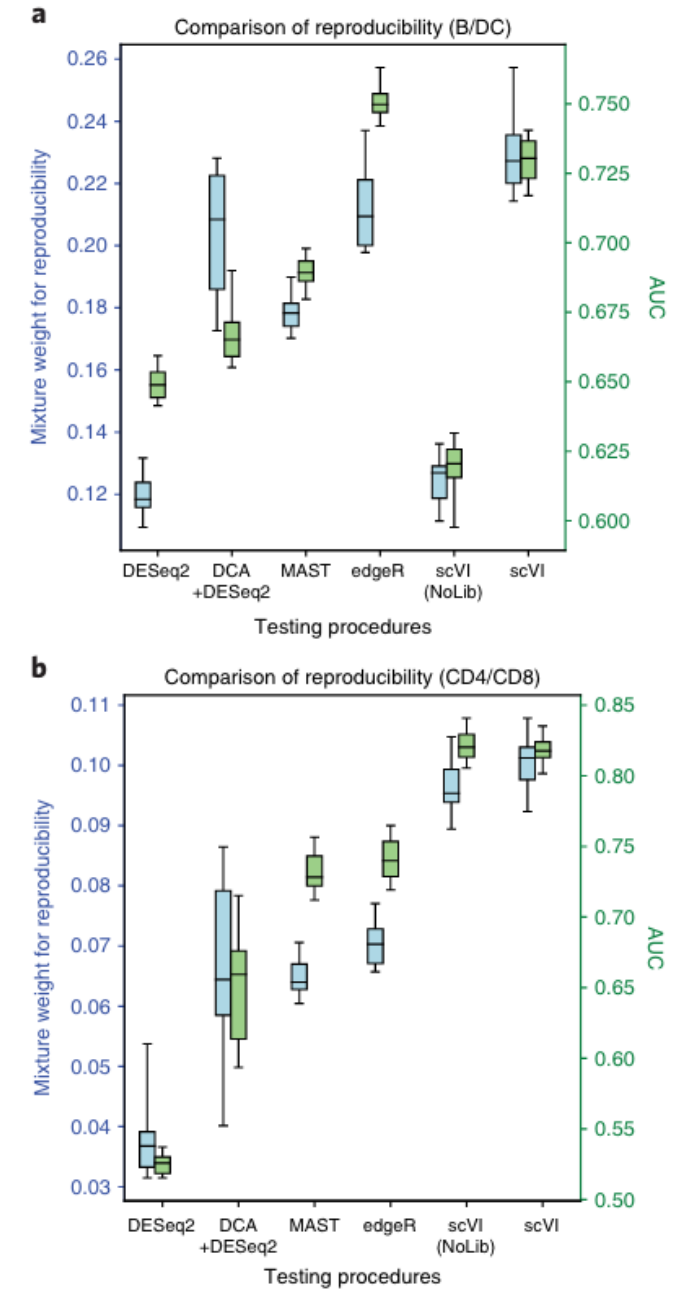 a
Comparison of reproducibility (B/DC)
Mixture weight for reproducibility
0.26
0.24
0.22
0.20
0.18
0.16
0.14
0.12
0.750
0.725
0.700
0.675
0.650
0.625
0.600
AUC
DESeq2 DCA MAST edgeR scVI scVI
+DESeq2 (NoLib)
Testing procedures
b
Comparison of reproducibility (CD4/CD8)
Mixture weight for reproducibility
0.11
0.10
0.09
0.08
0.07
0.06
0.05
0.04
0.03
0.85
0.80
0.75
0.70
0.65
0.60
0.55
0.50
AUC
DESeq2 DCA MAST edgeR scVI scVI
+DESeq2 (NoLib)
Testing procedures